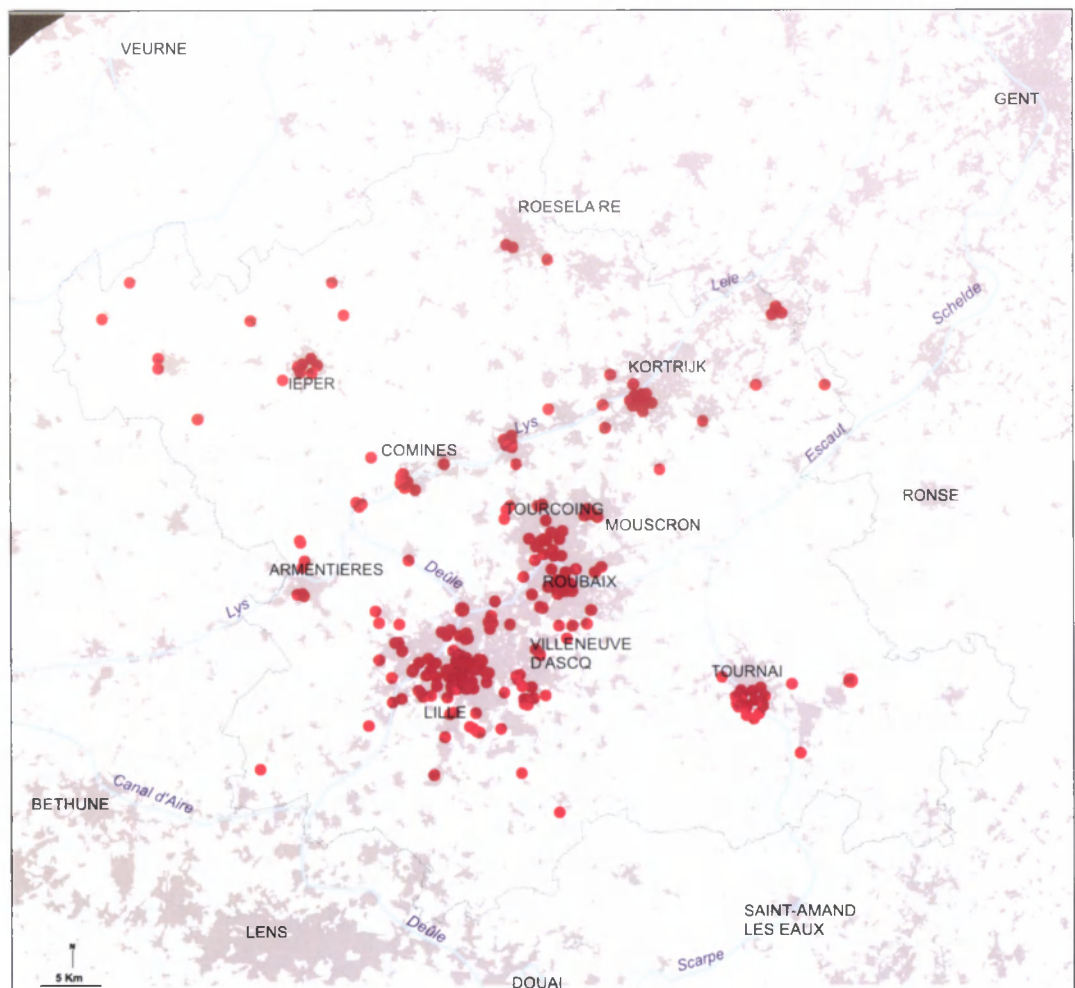 VEURNE
GENT
ROESELA RE
Leie
Schelde
KORTRIJK
IEPER
Lys
Escaut
COMINES
RONSE
TOURCOING
MOUSCRON
ARMENTIERES
Deûle
ROUBAIX
Lys
VILLENEUVE
D'ASCQ
TOURNAI
LILLE
Canal d'Aire
BETHUNE
SAINT-AMAND
LES EAUX
LENS
Deûle
Scarpe
N
5 Km
DOUAI